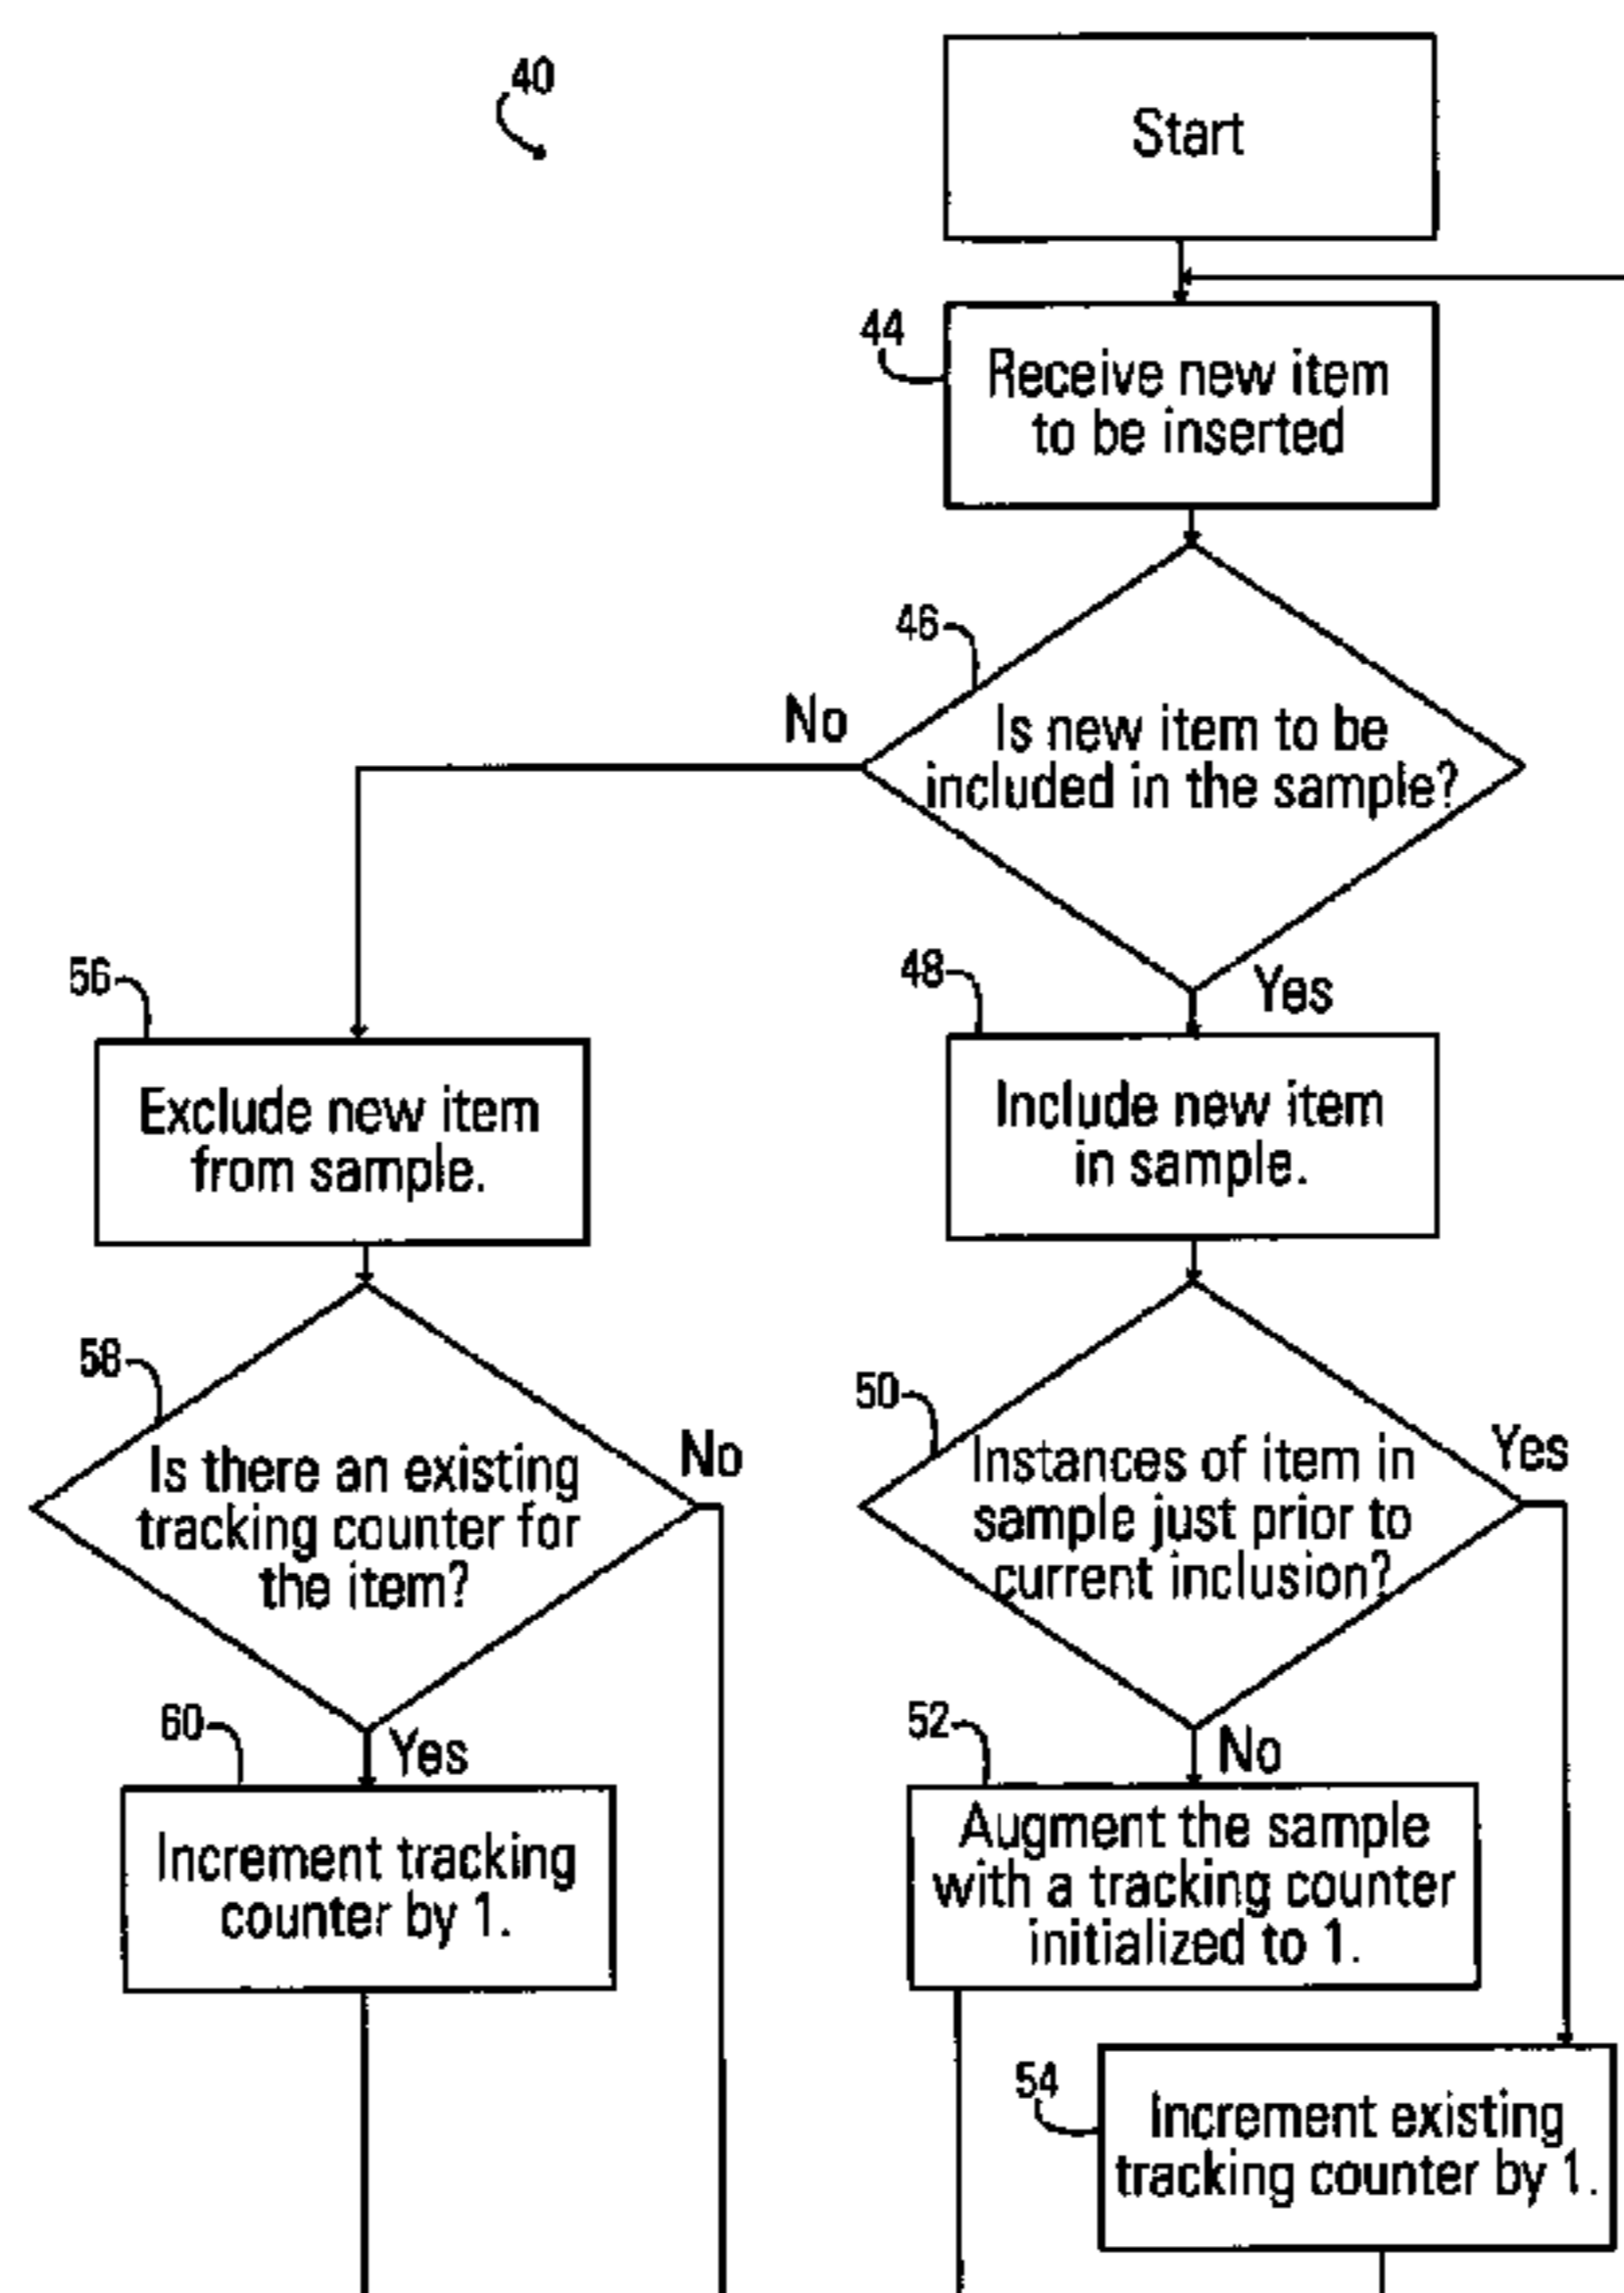 40
Start
44
Receive new item
to be inserted
46
No
Is new item to be
included in the sample?
Yes
56
48
Exclude new item
from sample.
Include new item
in sample.
58
Is there an existing
tracking counter for
the item?
No
50
Instances of item in
sample just prior to
current inclusion?
Yes
60
Yes
Increment tracking
counter by 1.
52
No
Augment the sample
with a tracking counter
initialized to 1.
54
Increment existing
tracking counter by 1.